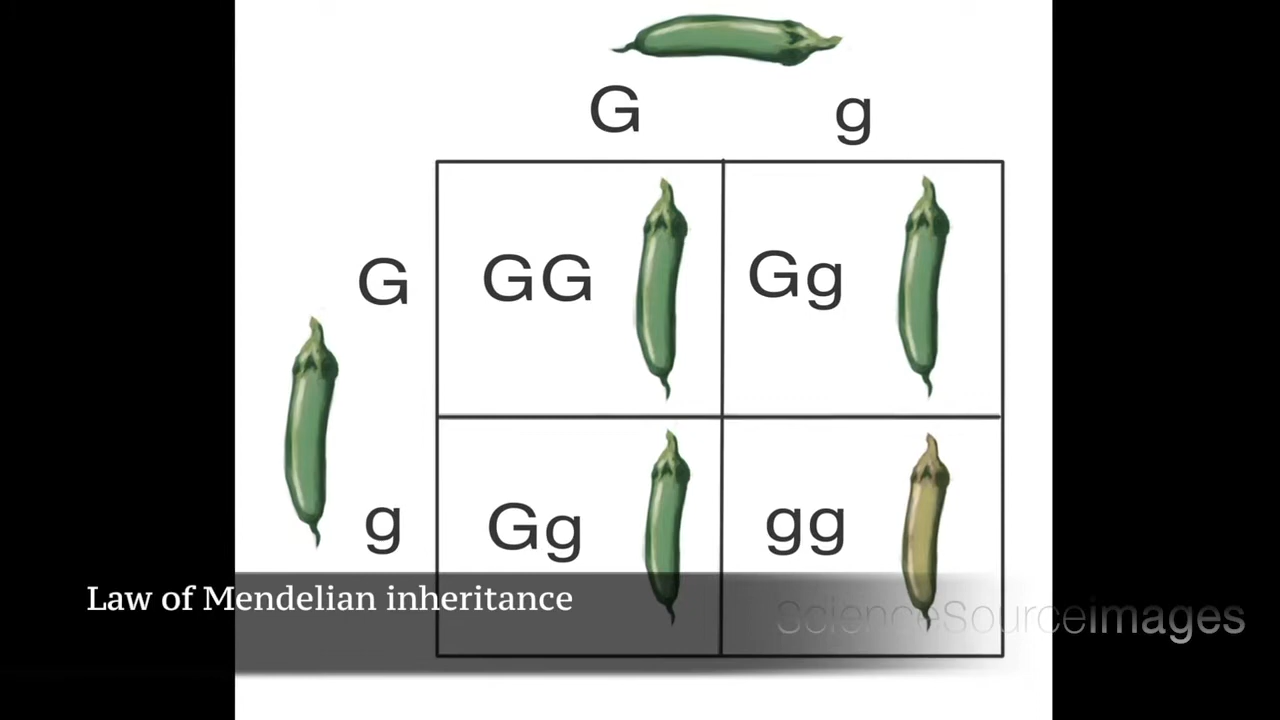 G g
G GG Gg
g Gg gg
Law of Mendelian inheritance
ScienceSourceimages